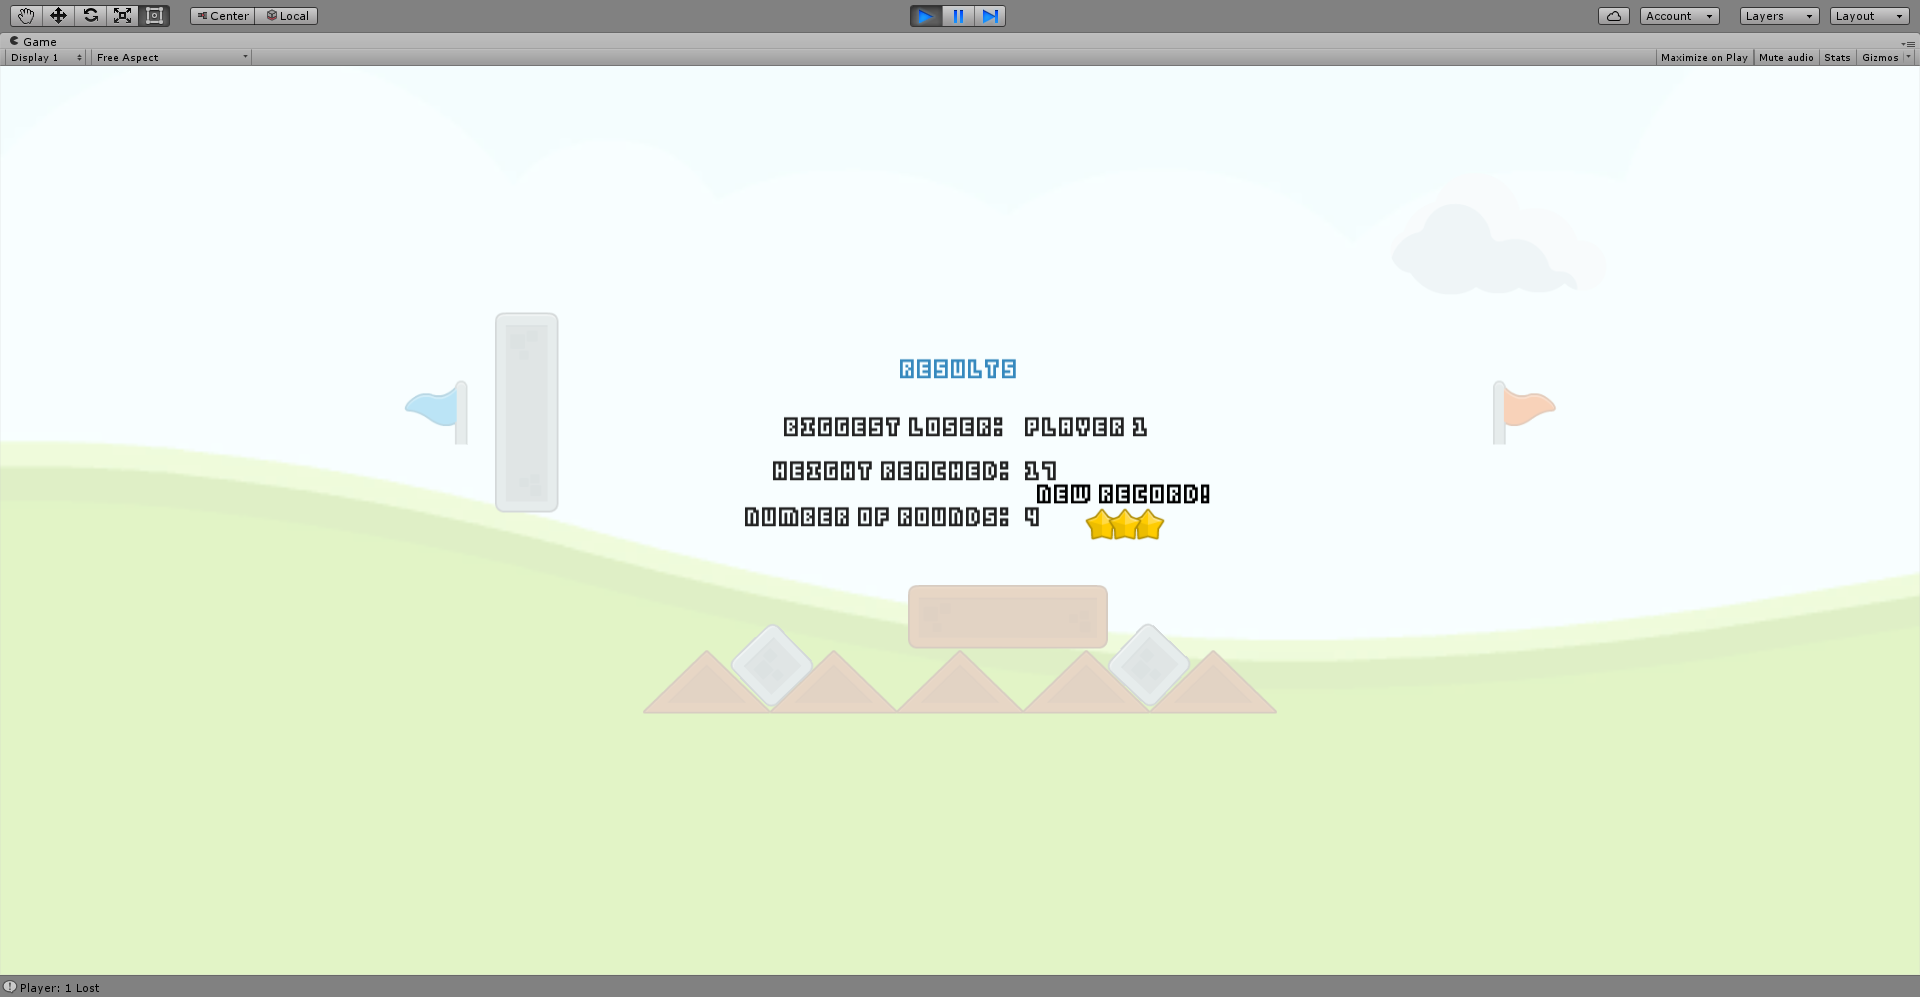 Center Local Account Layers Layout
Game
Display 1 Free Aspect Maximize on Play Mute audio Stats Gizmos
RESULTS
BIGGEST LOSER: PLAYER 1
HEIGHT REACHED: 17
NEW RECORD!
NUMBER OF ROUNDS: 4
Player: 1 Lost